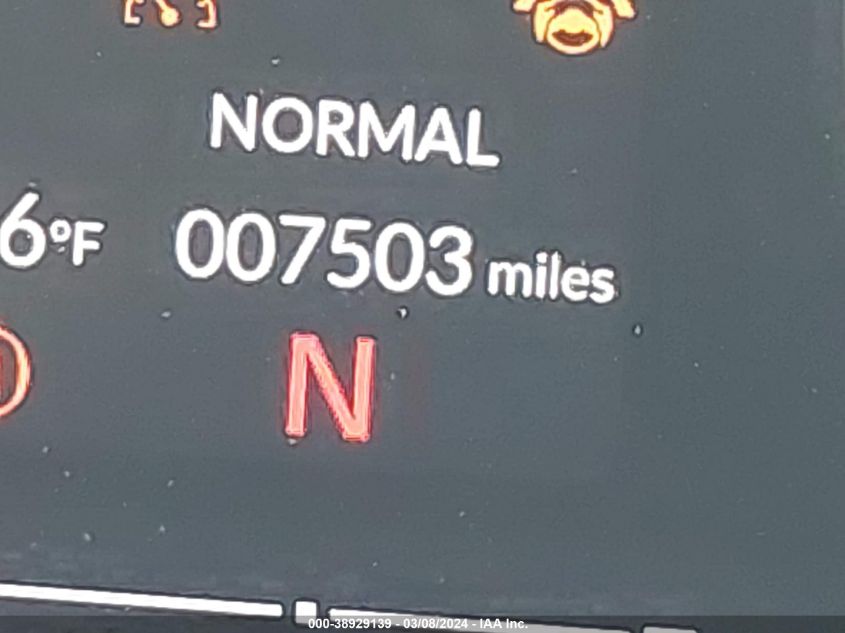 NORMAL
6°F 007503 miles
N
000-38929139 - 03/08/2024 - IAA Inc.